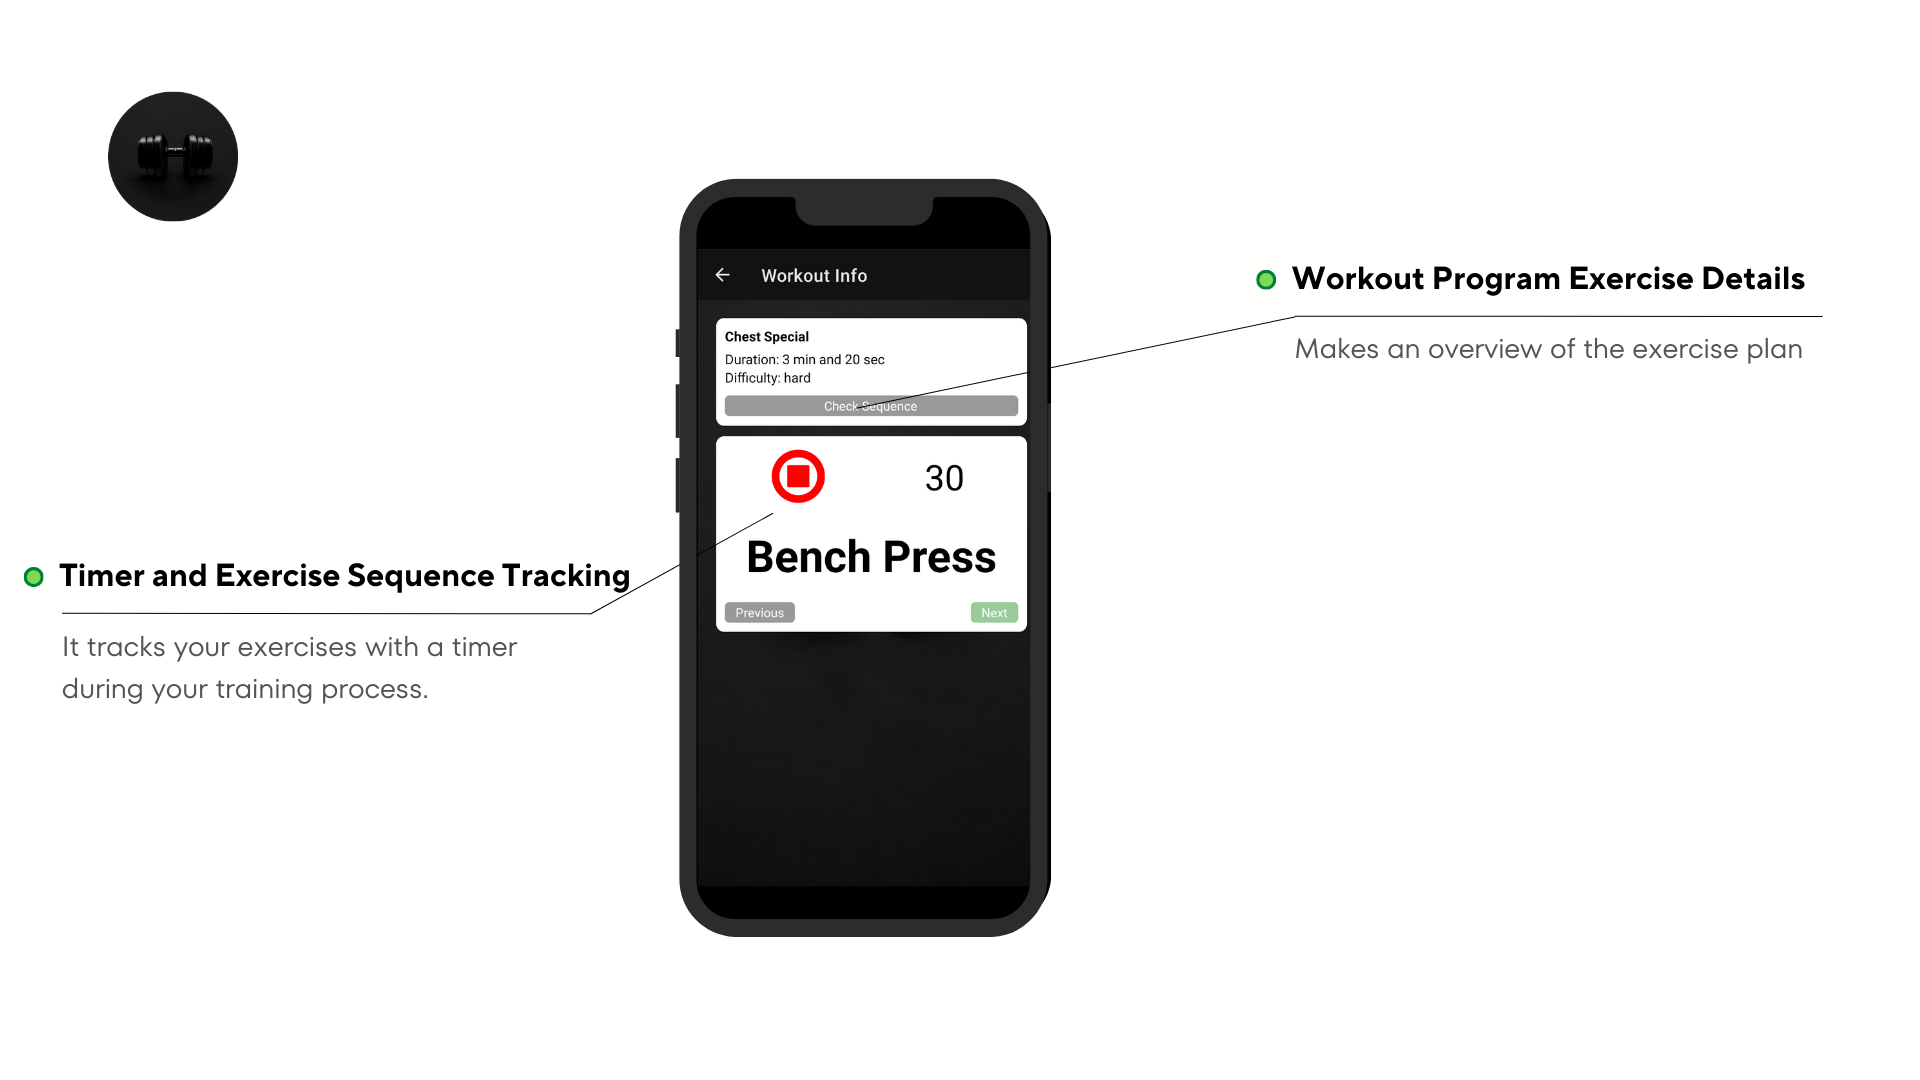 Workout Info
Chest Special
Duration: 3 min and 20 sec
Difficulty: hard
Check Sequence
30
Bench Press
Previous
Next
Workout Program Exercise Details
Makes an overview of the exercise plan
Timer and Exercise Sequence Tracking
It tracks your exercises with a timer
during your training process.